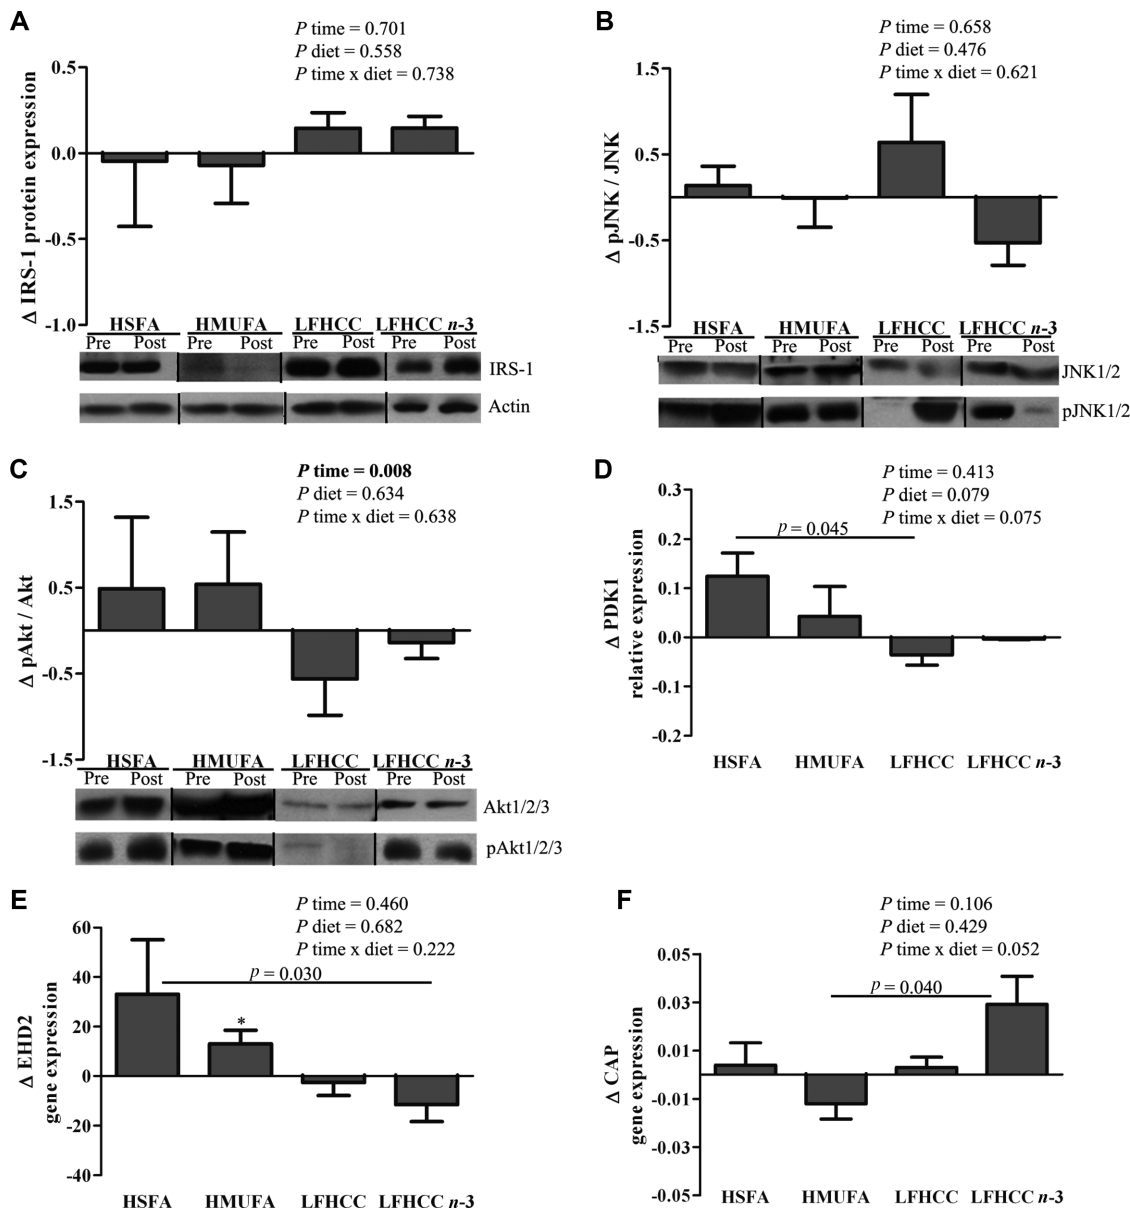 A
P time = 0.701
P diet = 0.558
P time x diet = 0.738
Δ IRS-1 protein expression
0.5
0.0
-0.5
-1.0
HSFA HMUFA LFHCC LFHCC n-3
Pre Post Pre Post Pre Post Pre Post
IRS-1
Actin
B
P time = 0.658
P diet = 0.476
P time x diet = 0.621
Δ pJNK / JNK
1.5
0.5
-0.5
-1.5
HSFA HMUFA LFHCC LFHCC n-3
Pre Post Pre Post Pre Post Pre Post
JNK1/2
pJNK1/2
C
P time = 0.008
P diet = 0.634
P time x diet = 0.638
Δ pAkt / Akt
1.5
0.5
-0.5
-1.5
HSFA HMUFA LFHCC LFHCC n-3
Pre Post Pre Post Pre Post Pre Post
Akt1/2/3
pAkt1/2/3
D
P time = 0.413
P diet = 0.079
P time x diet = 0.075
p = 0.045
Δ PDK1
relative expression
0.3
0.2
0.1
0.0
-0.1
-0.2
HSFA HMUFA LFHCC LFHCC n-3
E
P time = 0.460
P diet = 0.682
P time x diet = 0.222
p = 0.030
*
Δ EHD2
gene expression
60
40
20
0
-20
-40
HSFA HMUFA LFHCC LFHCC n-3
F
P time = 0.106
P diet = 0.429
P time x diet = 0.052
p = 0.040
Δ CAP
gene expression
0.05
0.03
0.01
-0.01
-0.03
-0.05
HSFA HMUFA LFHCC LFHCC n-3